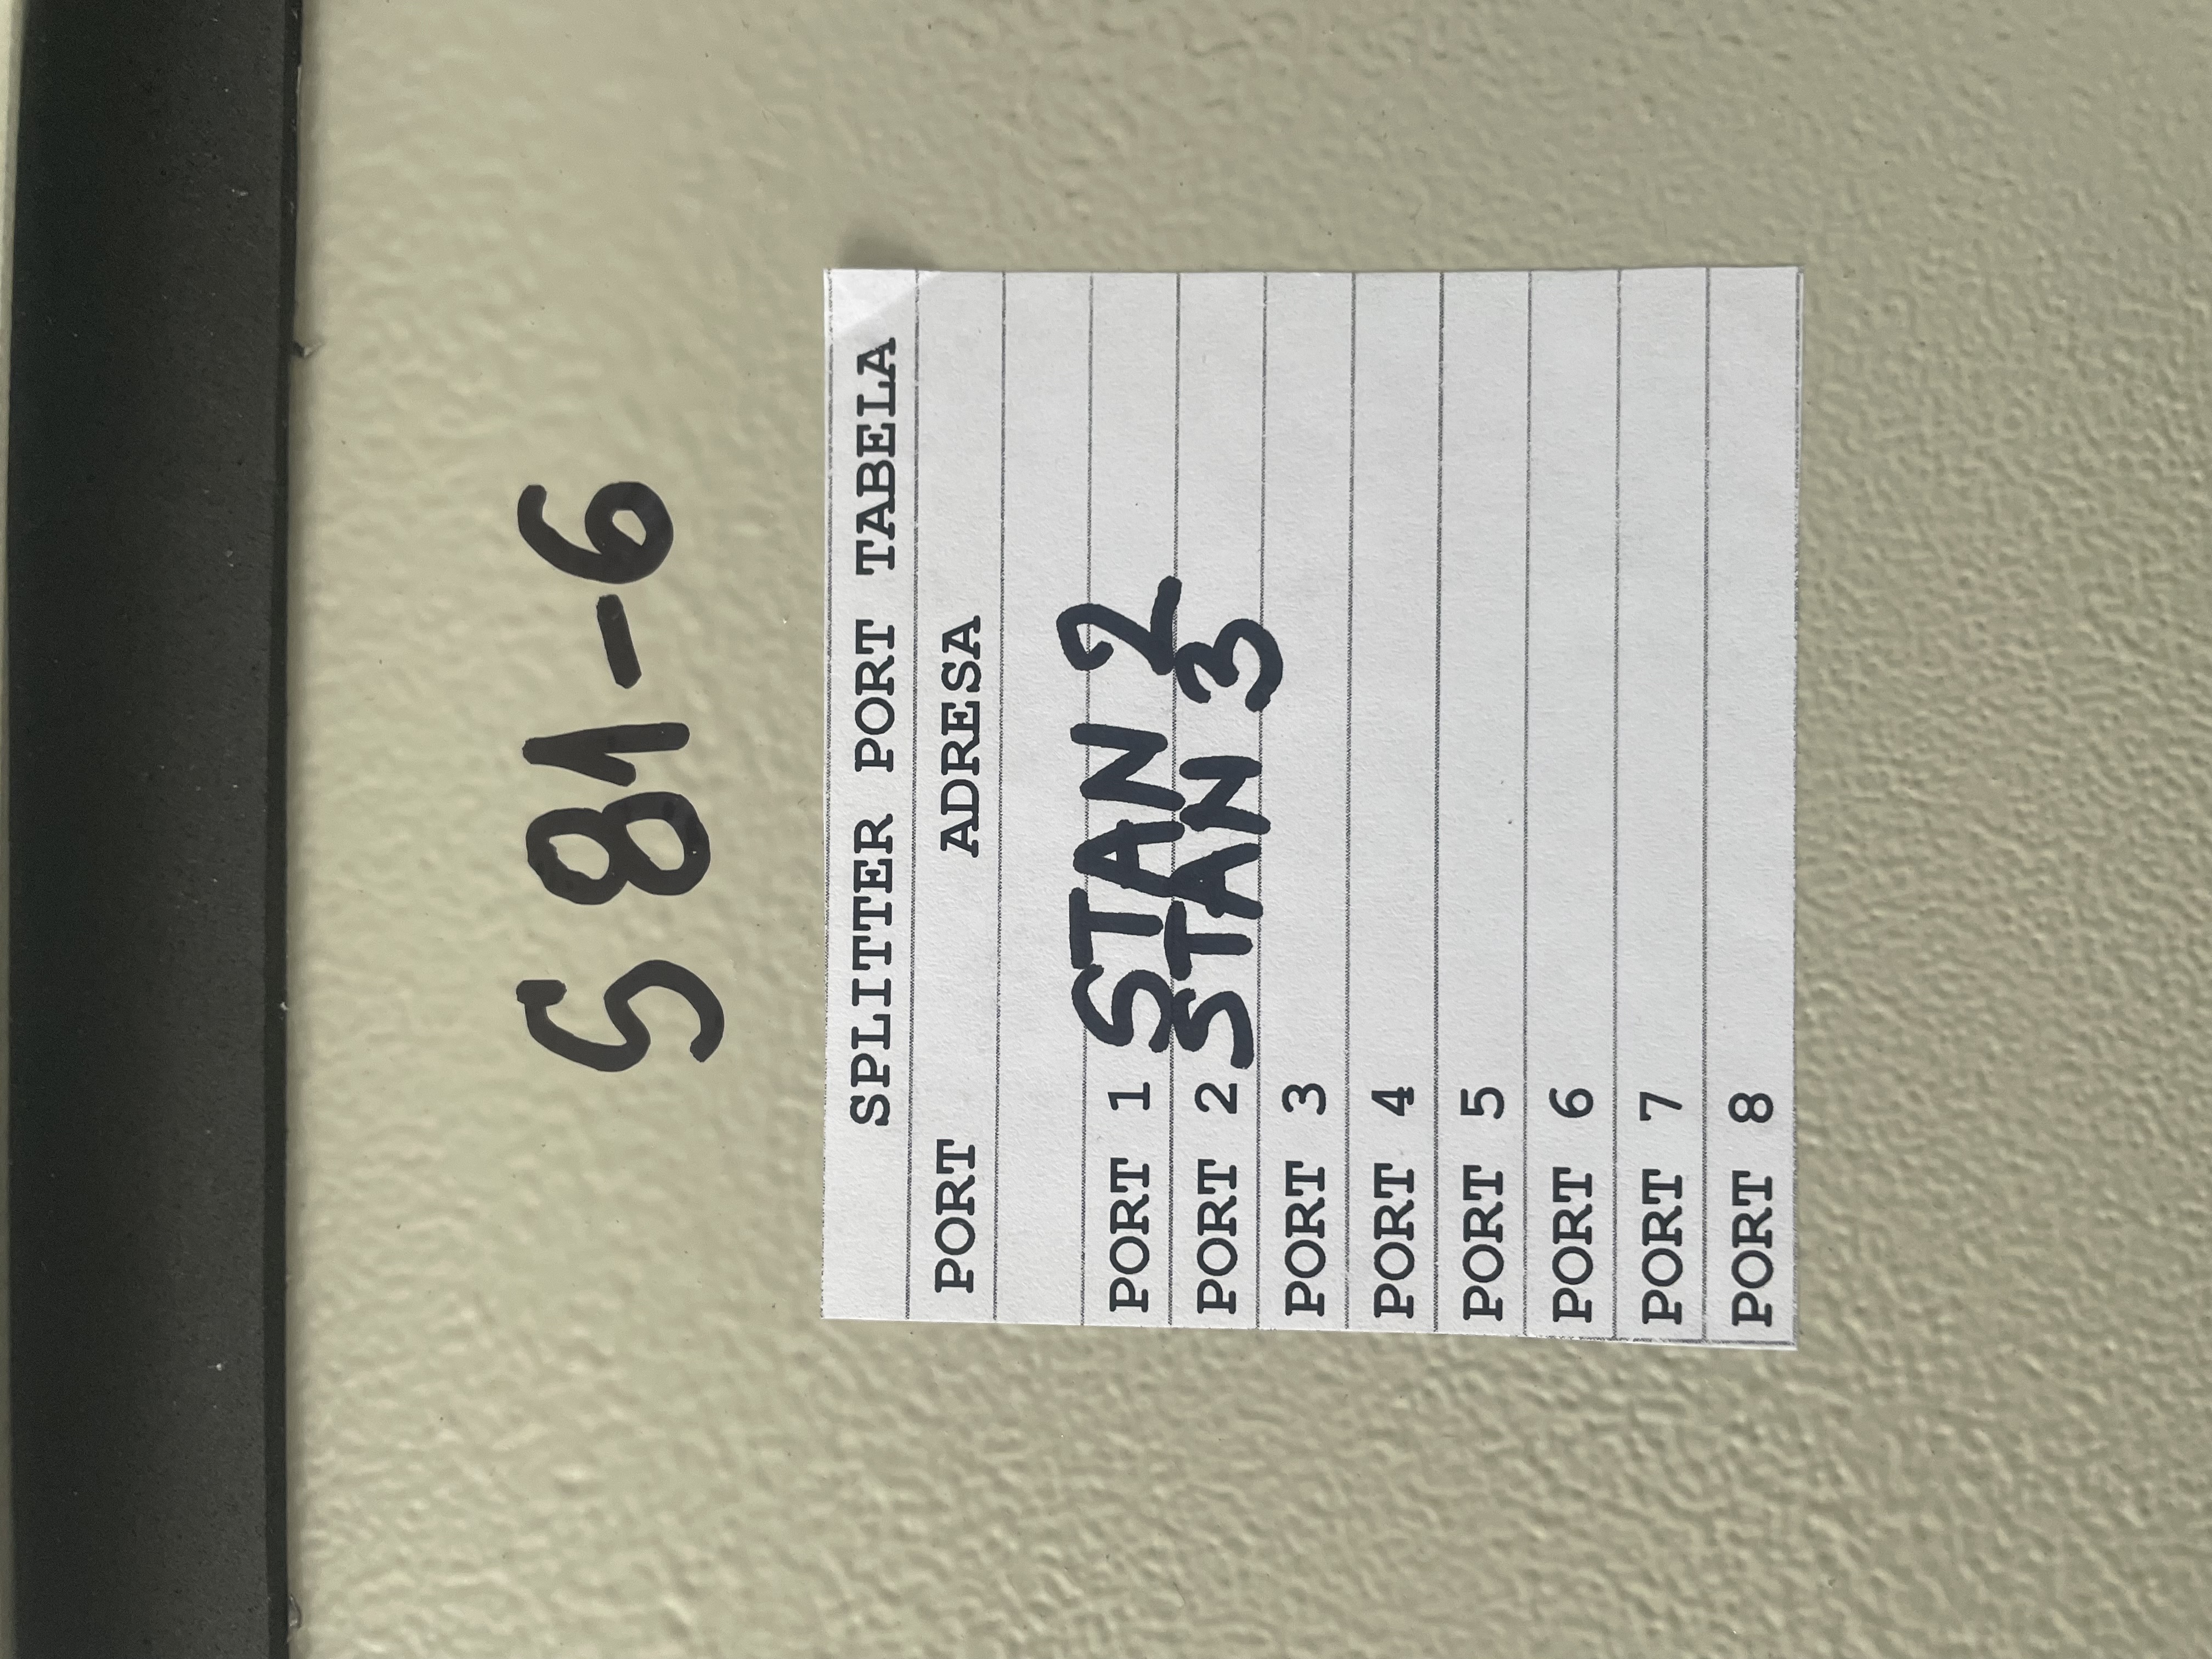 S 81-6
SPLITTER PORT TABELA
PORT ADRESA
PORT 1 STAN 2
PORT 2 STAN 3
PORT 3
PORT 4
PORT 5
PORT 6
PORT 7
PORT 8